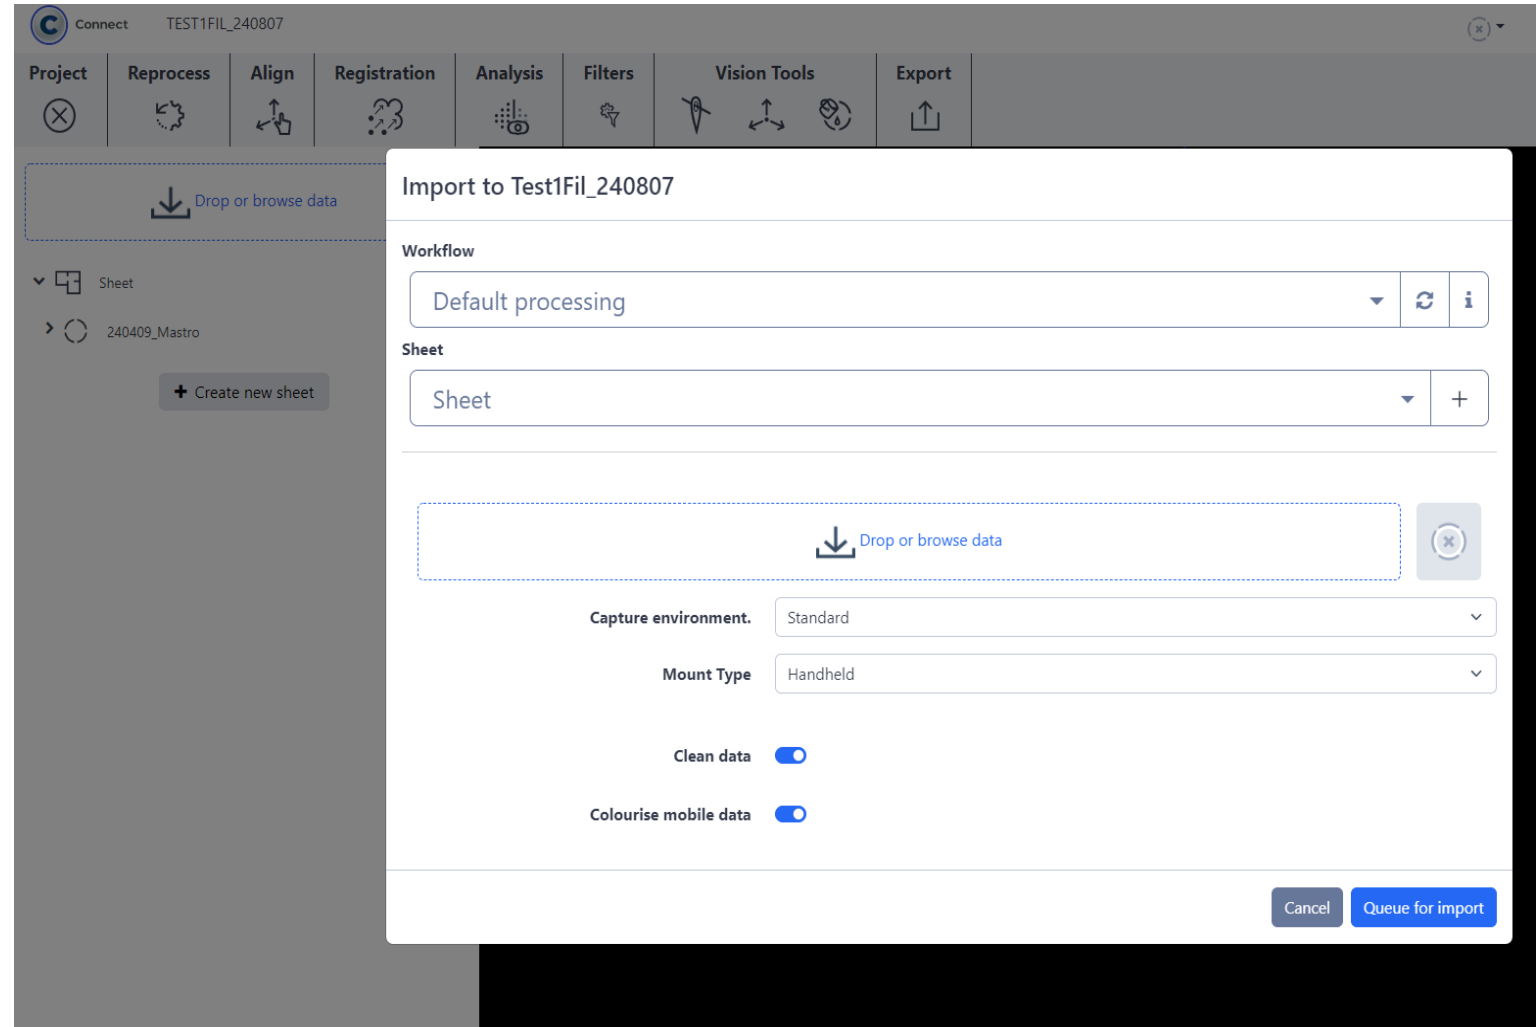 Connect TEST1FIL_240807
Project Reprocess Align Registration Analysis Filters Vision Tools Export
Drop or browse data
Sheet
240409_Mastro
Create new sheet
Import to Test1Fil_240807
Workflow
Default processing
Sheet
Sheet
Drop or browse data
Capture environment. Standard
Mount Type Handheld
Clean data
Colourise mobile data
Cancel Queue for import